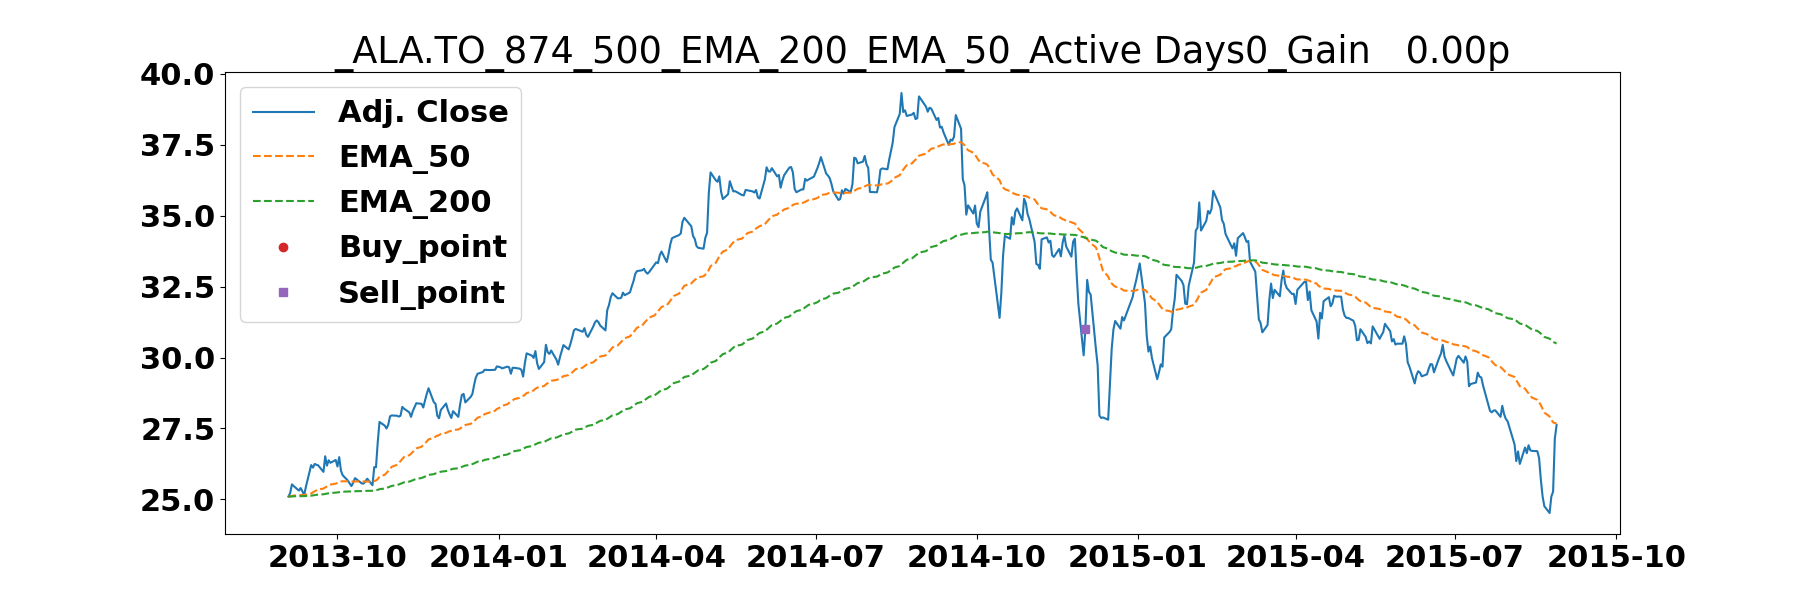 _ALA.TO_874_500_EMA_200_EMA_50_Active Days0_Gain   0.00p
40.0
37.5
35.0
32.5
30.0
27.5
25.0
Adj. Close
EMA_50
EMA_200
Buy_point
Sell_point
2013-10 2014-01 2014-04 2014-07 2014-10 2015-01 2015-04 2015-07 2015-10